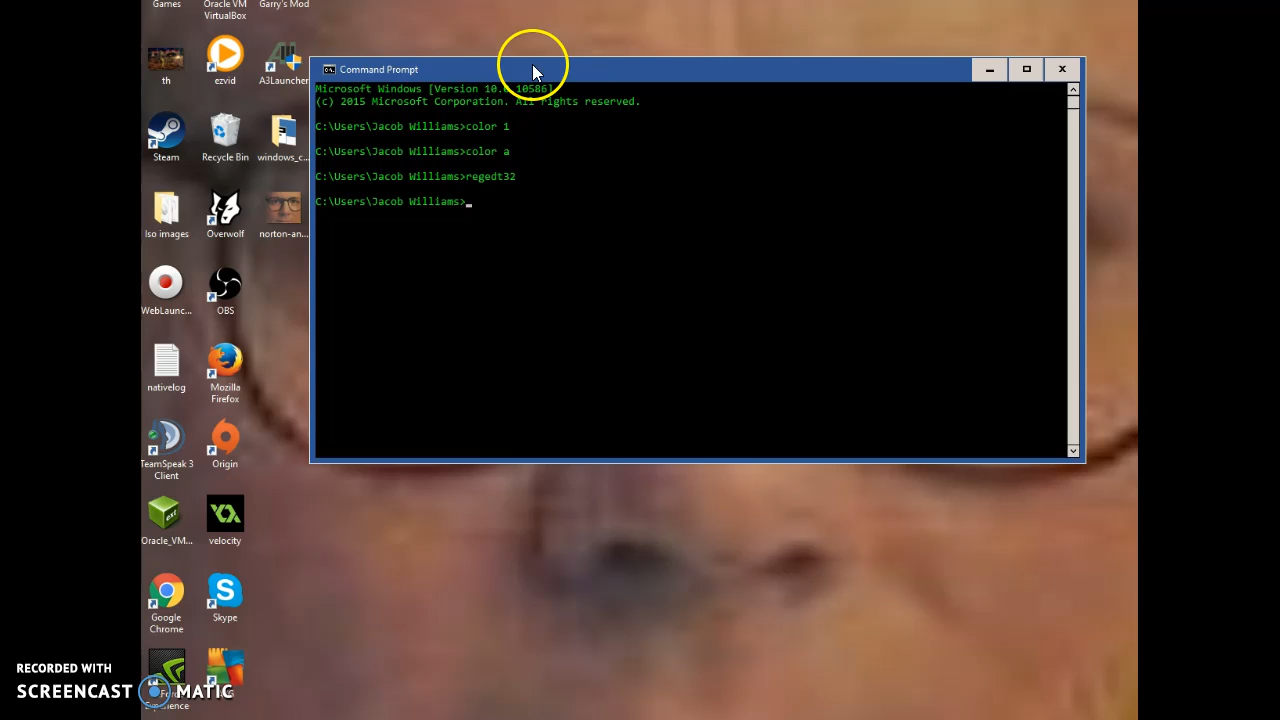 Games
Oracle VM
VirtualBox
Garry's Mod
th
ezvid
A3Launcher
Steam
Recycle Bin
windows_c...
Iso images
Overwolf
norton-an...
WebLaunc...
OBS
nativelog
Mozilla
Firefox
TeamSpeak 3
Client
Origin
Oracle_VM...
velocity
Google
Chrome
Skype
Experience
Command Prompt
Microsoft Windows [Version 10.0.10586]
(c) 2015 Microsoft Corporation. All rights reserved.
C:\Users\Jacob Williams>color 1
C:\Users\Jacob Williams>color a
C:\Users\Jacob Williams>regedt32
C:\Users\Jacob Williams>_
RECORDED WITH
SCREENCAST MATIC